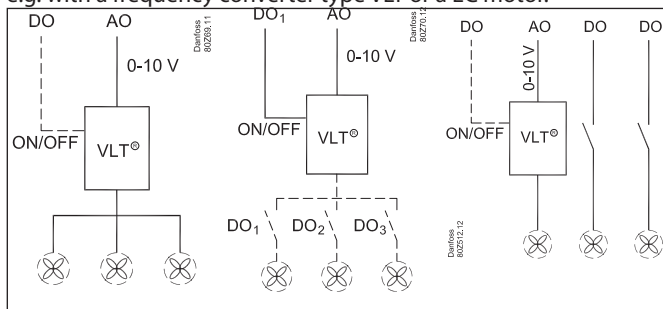 e.g. with a frequency converter type VLT or a EC motor.
DO AO
Danfoss
80Z69.11
0-10 V
ON/OFF
VLT®
DO1 AO
Danfoss
80Z70.12
0-10 V
ON/OFF
VLT®
DO1 DO2 DO3
DO AO DO DO
0-10 V
ON/OFF
VLT®
Danfoss
80Z512.12